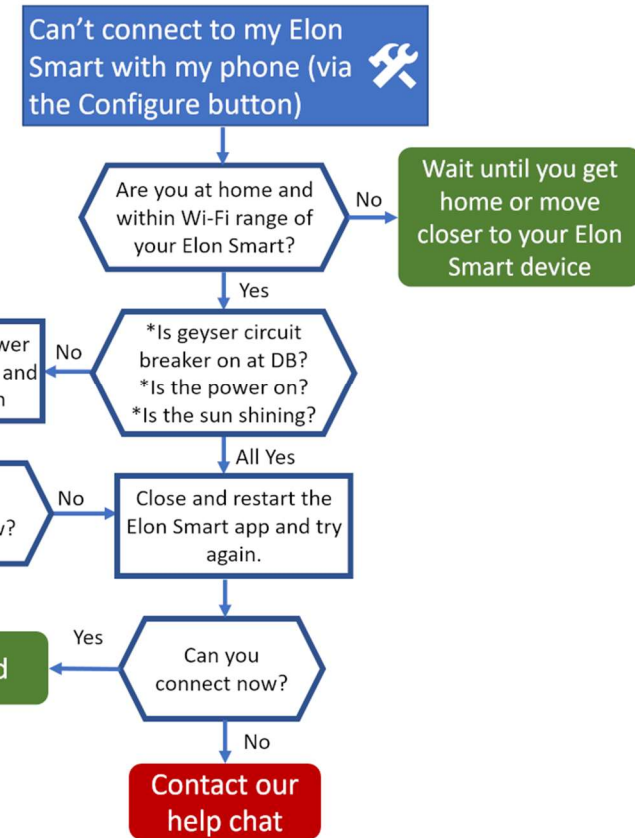 Can't connect to my Elon
Smart with my phone (via
the Configure button)
Are you at home and
within Wi-Fi range of
your Elon Smart?
No
Wait until you get
home or move
closer to your Elon
Smart device
Yes
*Is geyser circuit
breaker on at DB?
*Is the power on?
*Is the sun shining?
No
and
All Yes
No
Close and restart the
Elon Smart app and try
again.
Yes
Can you
connect now?
No
Contact our
help chat